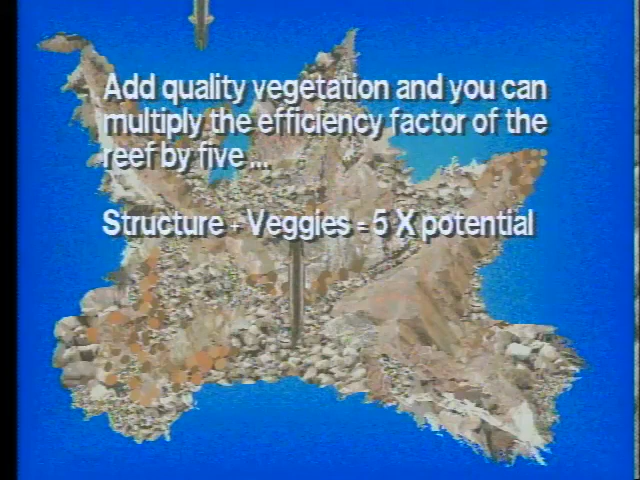 Add quality vegetation and you can
multiply the efficiency factor of the
reef by five ...
Structure + Veggies = 5 X potential